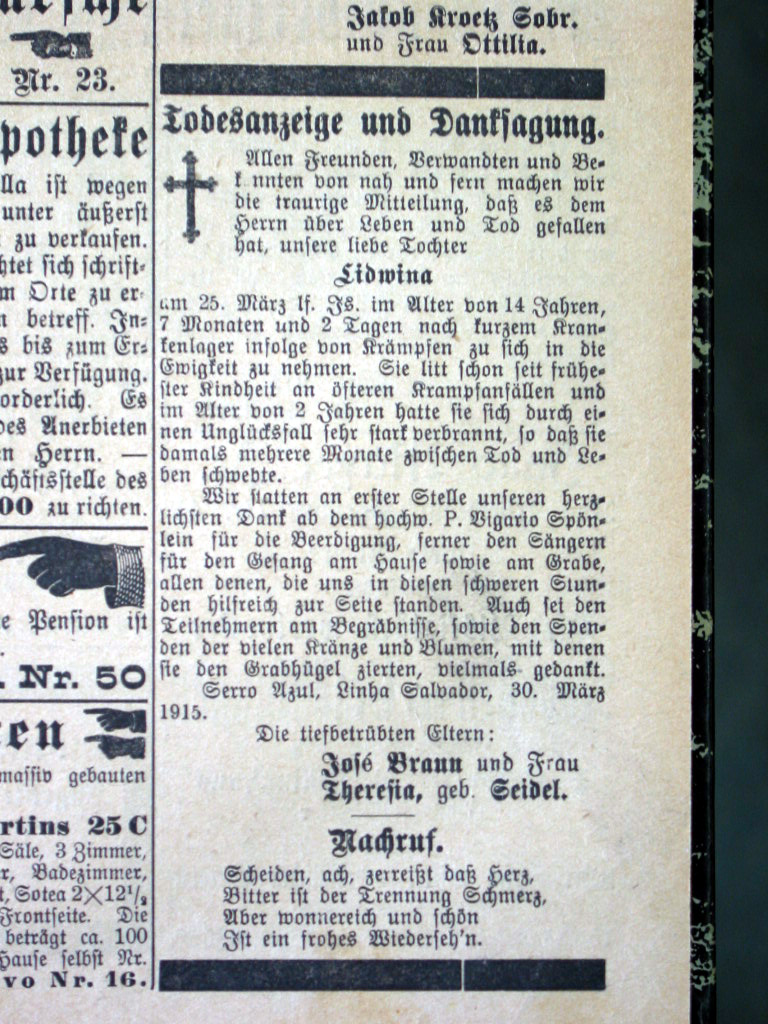 Nr. 23.
potheke
lla ist wegen
unter äußerst
zu verkaufen.
htet sich schrift-
m Orte zu er-
n betreff. In-
s bis zum Er-
zur Verfügung.
orderlich. Es
des Anerbieten
n Herrn. —
chäftsstelle des
00 zu richten.
e Pension ist
. Nr. 50
en
massiv gebauten
rtins 25 C
Säle, 3 Zimmer,
r, Badezimmer,
t, Sotea 2×12½
Frontseite. Die
beträgt ca. 100
Hause selbst Nr.
vo Nr. 16.
Jakob Kroetz Sobr.
und Frau Ottilia.
Todesanzeige und Danksagung.
Allen Freunden, Verwandten und Be-
k nnten von nah und fern machen wir
die traurige Mitteilung, daß es dem
Herrn über Leben und Tod gefallen
hat, unsere liebe Tochter
Lidwina
am 25. März lf. Js. im Alter von 14 Jahren,
7 Monaten und 2 Tagen nach kurzem Kran-
kenlager infolge von Krämpfen zu sich in die
Ewigkeit zu nehmen. Sie litt schon seit frühe-
ster Kindheit an öfteren Krampfanfällen und
im Alter von 2 Jahren hatte sie sich durch ei-
nen Unglücksfall sehr stark verbrannt, so daß sie
damals mehrere Monate zwischen Tod und Le-
ben schwebte.
Wir statten an erster Stelle unseren herz-
lichsten Dank ab dem hochw. P. Vigario Spön-
lein für die Beerdigung, ferner den Sängern
für den Gesang am Hause sowie am Grabe,
allen denen, die uns in diesen schweren Stun-
den hilfreich zur Seite standen. Auch sei den
Teilnehmern am Begräbnisse, sowie den Spen-
den der vielen Kränze und Blumen, mit denen
sie den Grabhügel zierten, vielmals gedankt.
Serro Azul, Linha Salvador, 30. März
1915.
Die tiefbetrübten Eltern:
José Braun und Frau
Theresia, geb. Seidel.
Nachruf.
Scheiden, ach, zerreißt daß Herz,
Bitter ist der Trennung Schmerz,
Aber wonnereich und schön
Ist ein frohes Wiederseh'n.